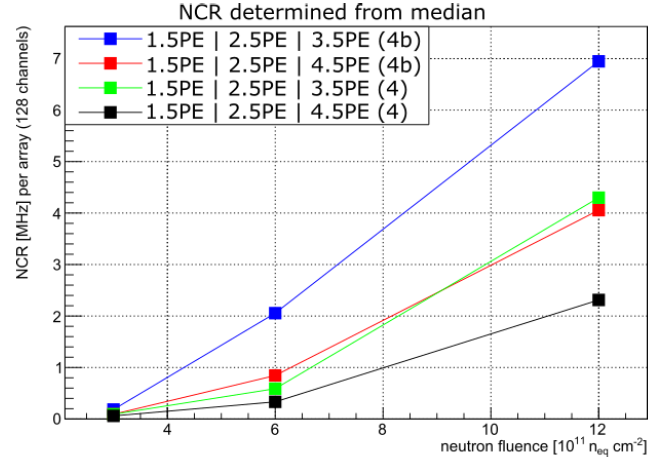 NCR determined from median
NCR [MHz] per array (128 channels)
7
6
5
4
3
2
1
0
1.5PE | 2.5PE | 3.5PE (4b)
1.5PE | 2.5PE | 4.5PE (4b)
1.5PE | 2.5PE | 3.5PE (4)
1.5PE | 2.5PE | 4.5PE (4)
4 6 8 10 12
neutron fluence [10¹¹ n_eq cm⁻²]